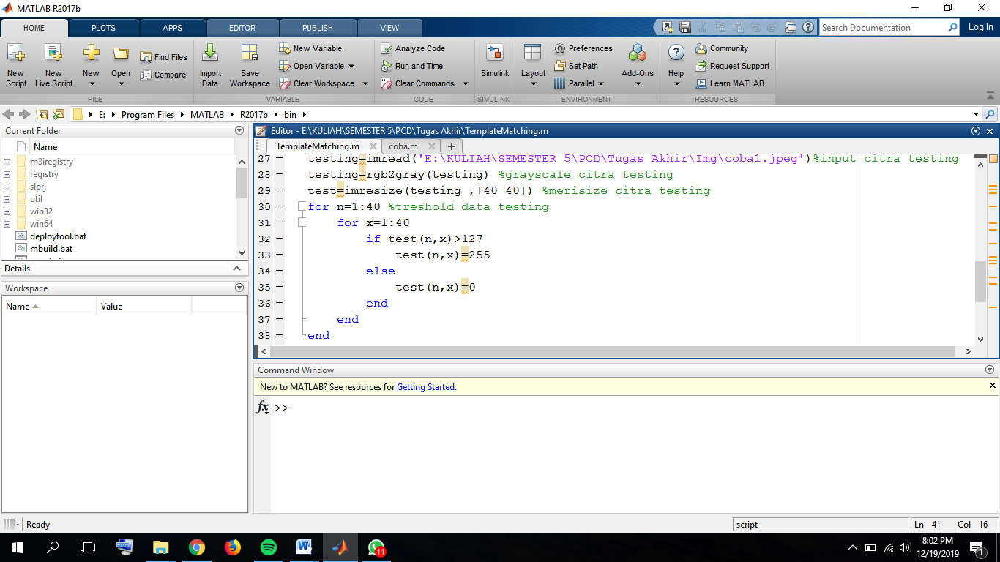 MATLAB R2017b
HOME PLOTS APPS EDITOR PUBLISH VIEW Search Documentation Log In
New Script
New Live Script
New
Open
Find Files
Compare
Import Data
Save Workspace
New Variable
Open Variable
Clear Workspace
Analyze Code
Run and Time
Clear Commands
Simulink
Layout
Preferences
Set Path
Parallel
Add-Ons
Help
Community
Request Support
Learn MATLAB
FILE VARIABLE CODE SIMULINK ENVIRONMENT RESOURCES
E: Program Files MATLAB R2017b bin
Current Folder
Name
m3iregistry
registry
slprj
util
win32
win64
deploytool.bat
mbuild.bat
Details
Workspace
Name Value
Editor - E:\KULIAH\SEMESTER 5\PCD\Tugas Akhir\TemplateMatching.m
TemplateMatching.m coba.m
27 testing=imread('E:\KULIAH\SEMESTER 5\PCD\Tugas Akhir\Img\coba1.jpeg')%input citra testing
28 testing=rgb2gray(testing) %grayscale citra testing
29 test=imresize(testing ,[40 40]) %merisize citra testing
30 for n=1:40 %treshold data testing
31 for x=1:40
32 if test(n,x)>127
33 test(n,x)=255
34 else
35 test(n,x)=0
36 end
37 end
38 end
Command Window
New to MATLAB? See resources for Getting Started.
fx >>
Ready script Ln 41 Col 16
11
8:02 PM
12/19/2019
1